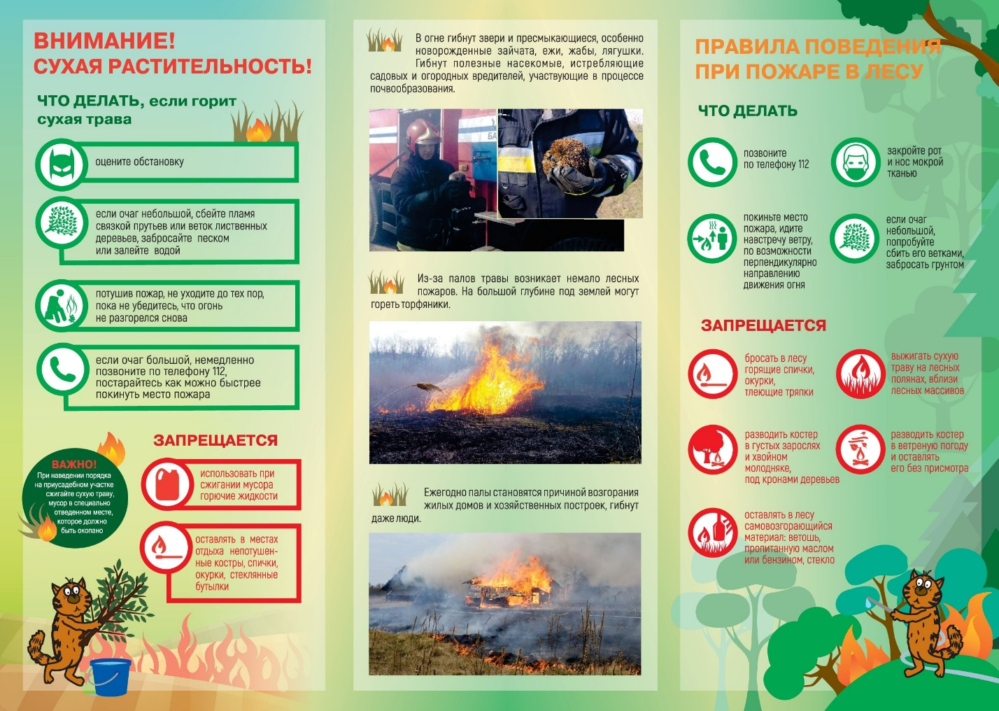 ВНИМАНИЕ!
СУХАЯ РАСТИТЕЛЬНОСТЬ!
ЧТО ДЕЛАТЬ, если горит
сухая трава
оцените обстановку
если очаг небольшой, сбейте пламя
связкой прутьев или веток лиственных
деревьев, забросайте песком
или залейте водой
потушив пожар, не уходите до тех пор,
пока не убедитесь, что огонь
не разгорелся снова
если очаг большой, немедленно
позвоните по телефону 112,
постарайтесь как можно быстрее
покинуть место пожара
ЗАПРЕЩАЕТСЯ
ВАЖНО!
При наведении порядка
на приусадебном участке
сжигайте сухую траву,
мусор в специально
отведенном месте,
которое должно
быть окопано
использовать при
сжигании мусора
горючие жидкости
оставлять в местах
отдыха непотушен-
ные костры, спички,
окурки, стеклянные
бутылки
В огне гибнут звери и пресмыкающиеся, особенно
новорожденные зайчата, ежи, жабы, лягушки.
Гибнут полезные насекомые, истребляющие
садовых и огородных вредителей, участвующие в процессе
почвообразования.
БА
Из-за палов травы возникает немало лесных
пожаров. На большой глубине под землей могут
гореть торфяники.
Ежегодно палы становятся причиной возгорания
жилых домов и хозяйственных построек, гибнут
даже люди.
ПРАВИЛА ПОВЕДЕНИЯ
ПРИ ПОЖАРЕ В ЛЕСУ
ЧТО ДЕЛАТЬ
позвоните
по телефону 112
закройте рот
и нос мокрой
тканью
покиньте место
пожара, идите
навстречу ветру,
по возможности
перпендикулярно
направлению
движения огня
если очаг
небольшой,
попробуйте
сбить его ветками,
забросать грунтом
ЗАПРЕЩАЕТСЯ
бросать в лесу
горящие спички,
окурки,
тлеющие тряпки
выжигать сухую
траву на лесных
полянах, вблизи
лесных массивов
разводить костер
в густых зарослях
и хвойном
молодняке,
под кронами деревьев
разводить костер
в ветреную погоду
и оставлять
его без присмотра
оставлять в лесу
самовозгорающийся
материал: ветошь,
пропитанную маслом
или бензином, стекло